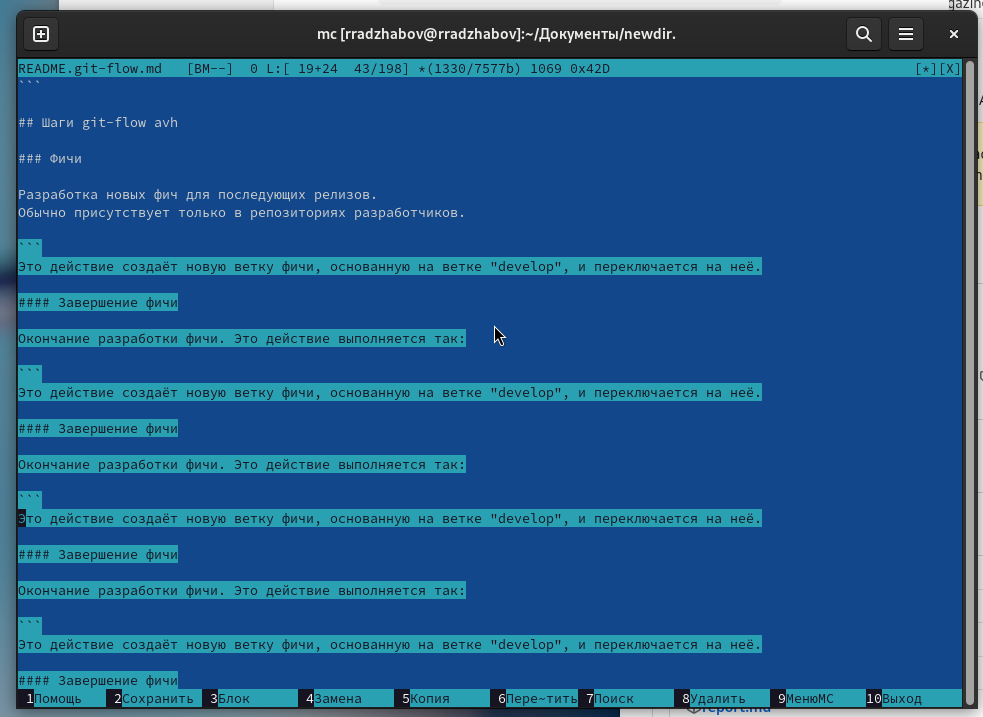 mc [rradzhabov@rradzhabov]:~/Документы/newdir.
README.git-flow.md [BM--] 0 L:[ 19+24 43/198] *(1330/7577b) 1069 0x42D [*][X]
```
## Шаги git-flow avh
### Фичи
Разработка новых фич для последующих релизов.
Обычно присутствует только в репозиториях разработчиков.
```
Это действие создаёт новую ветку фичи, основанную на ветке "develop", и переключается на неё.
#### Завершение фичи
Окончание разработки фичи. Это действие выполняется так:
```
Это действие создаёт новую ветку фичи, основанную на ветке "develop", и переключается на неё.
#### Завершение фичи
Окончание разработки фичи. Это действие выполняется так:
```
Это действие создаёт новую ветку фичи, основанную на ветке "develop", и переключается на неё.
#### Завершение фичи
Окончание разработки фичи. Это действие выполняется так:
```
Это действие создаёт новую ветку фичи, основанную на ветке "develop", и переключается на неё.
#### Завершение фичи
1Помощь 2Сохранить 3Блок 4Замена 5Копия 6Пере~тить 7Поиск 8Удалить 9МенюМС 10Выход
report.md